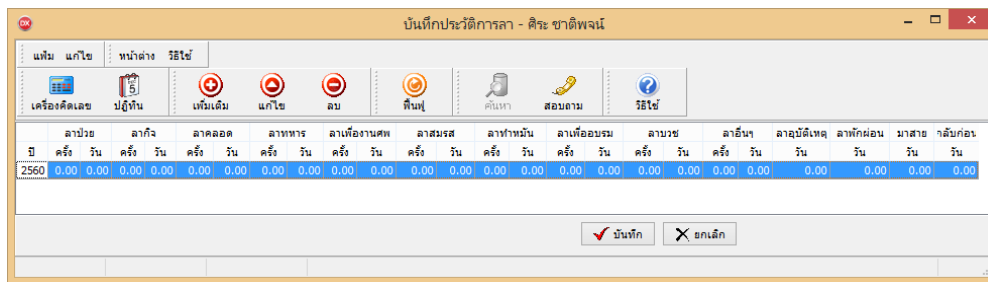 บันทึกประวัติการลา - ศิระ ชาติพจน์
แฟ้ม แก้ไข หน้าต่าง วิธีใช้
เครื่องคิดเลข ปฏิทิน เพิ่มเติม แก้ไข ลบ ฟื้นฟู ค้นหา สอบถาม วิธีใช้
ลาป่วย ลากิจ ลาคลอด ลาทหาร ลาเพื่องานศพ ลาสมรส ลาทำหมัน ลาเพื่ออบรม ลาบวช ลาอื่นๆ ลาอุบัติเหตุ ลาพักผ่อน มาสาย กลับก่อน
ปี ครั้ง วัน ครั้ง วัน ครั้ง วัน ครั้ง วัน ครั้ง วัน ครั้ง วัน ครั้ง วัน ครั้ง วัน ครั้ง วัน ครั้ง วัน วัน วัน วัน วัน
2560 0.00 0.00 0.00 0.00 0.00 0.00 0.00 0.00 0.00 0.00 0.00 0.00 0.00 0.00 0.00 0.00 0.00 0.00 0.00 0.00 0.00 0.00 0.00 0.00
บันทึก ยกเลิก